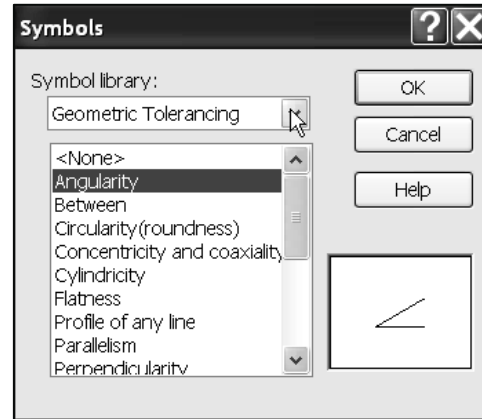 Symbols
Symbol library:
Geometric Tolerancing
OK
Cancel
Help
<None>
Angularity
Between
Circularity(roundness)
Concentricity and coaxiality
Cylindricity
Flatness
Profile of any line
Parallelism
Perpendicularity